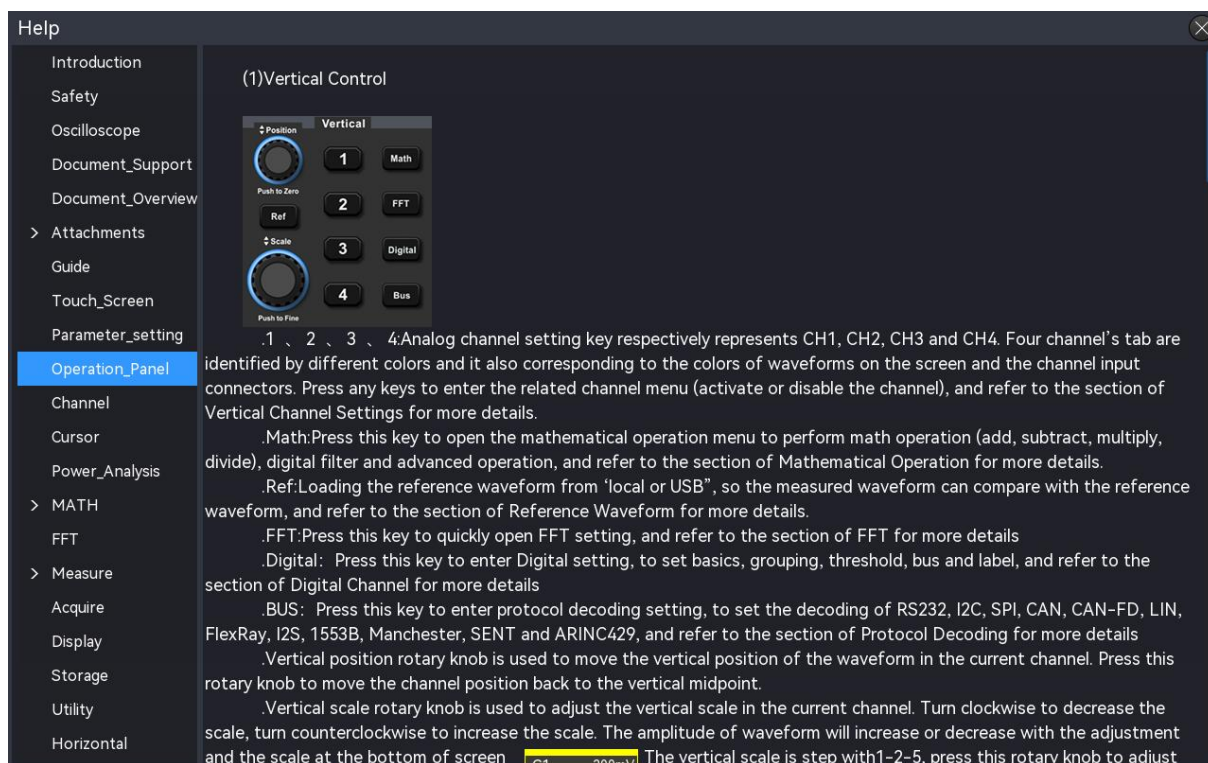 Help
Introduction
Safety
Oscilloscope
Document_Support
Document_Overview
> Attachments
Guide
Touch_Screen
Parameter_setting
Operation_Panel
Channel
Cursor
Power_Analysis
> MATH
FFT
> Measure
Acquire
Display
Storage
Utility
Horizontal
(1)Vertical Control
Vertical
Position
1
Math
Push to Zero
2
FFT
Ref
Scale
3
Digital
4
Bus
Push to Fine
.1 、 2 、 3 、 4:Analog channel setting key respectively represents CH1, CH2, CH3 and CH4. Four channel's tab are
identified by different colors and it also corresponding to the colors of waveforms on the screen and the channel input
connectors. Press any keys to enter the related channel menu (activate or disable the channel), and refer to the section of
Vertical Channel Settings for more details.
.Math:Press this key to open the mathematical operation menu to perform math operation (add, subtract, multiply,
divide), digital filter and advanced operation, and refer to the section of Mathematical Operation for more details.
.Ref:Loading the reference waveform from ‘local or USB”, so the measured waveform can compare with the reference
waveform, and refer to the section of Reference Waveform for more details.
.FFT:Press this key to quickly open FFT setting, and refer to the section of FFT for more details
.Digital：Press this key to enter Digital setting, to set basics, grouping, threshold, bus and label, and refer to the
section of Digital Channel for more details
.BUS：Press this key to enter protocol decoding setting, to set the decoding of RS232, I2C, SPI, CAN, CAN-FD, LIN,
FlexRay, I2S, 1553B, Manchester, SENT and ARINC429, and refer to the section of Protocol Decoding for more details
.Vertical position rotary knob is used to move the vertical position of the waveform in the current channel. Press this
rotary knob to move the channel position back to the vertical midpoint.
.Vertical scale rotary knob is used to adjust the vertical scale in the current channel. Turn clockwise to decrease the
scale, turn counterclockwise to increase the scale. The amplitude of waveform will increase or decrease with the adjustment
and the scale at the bottom of screen The vertical scale is step with1-2-5, press this rotary knob to adjust